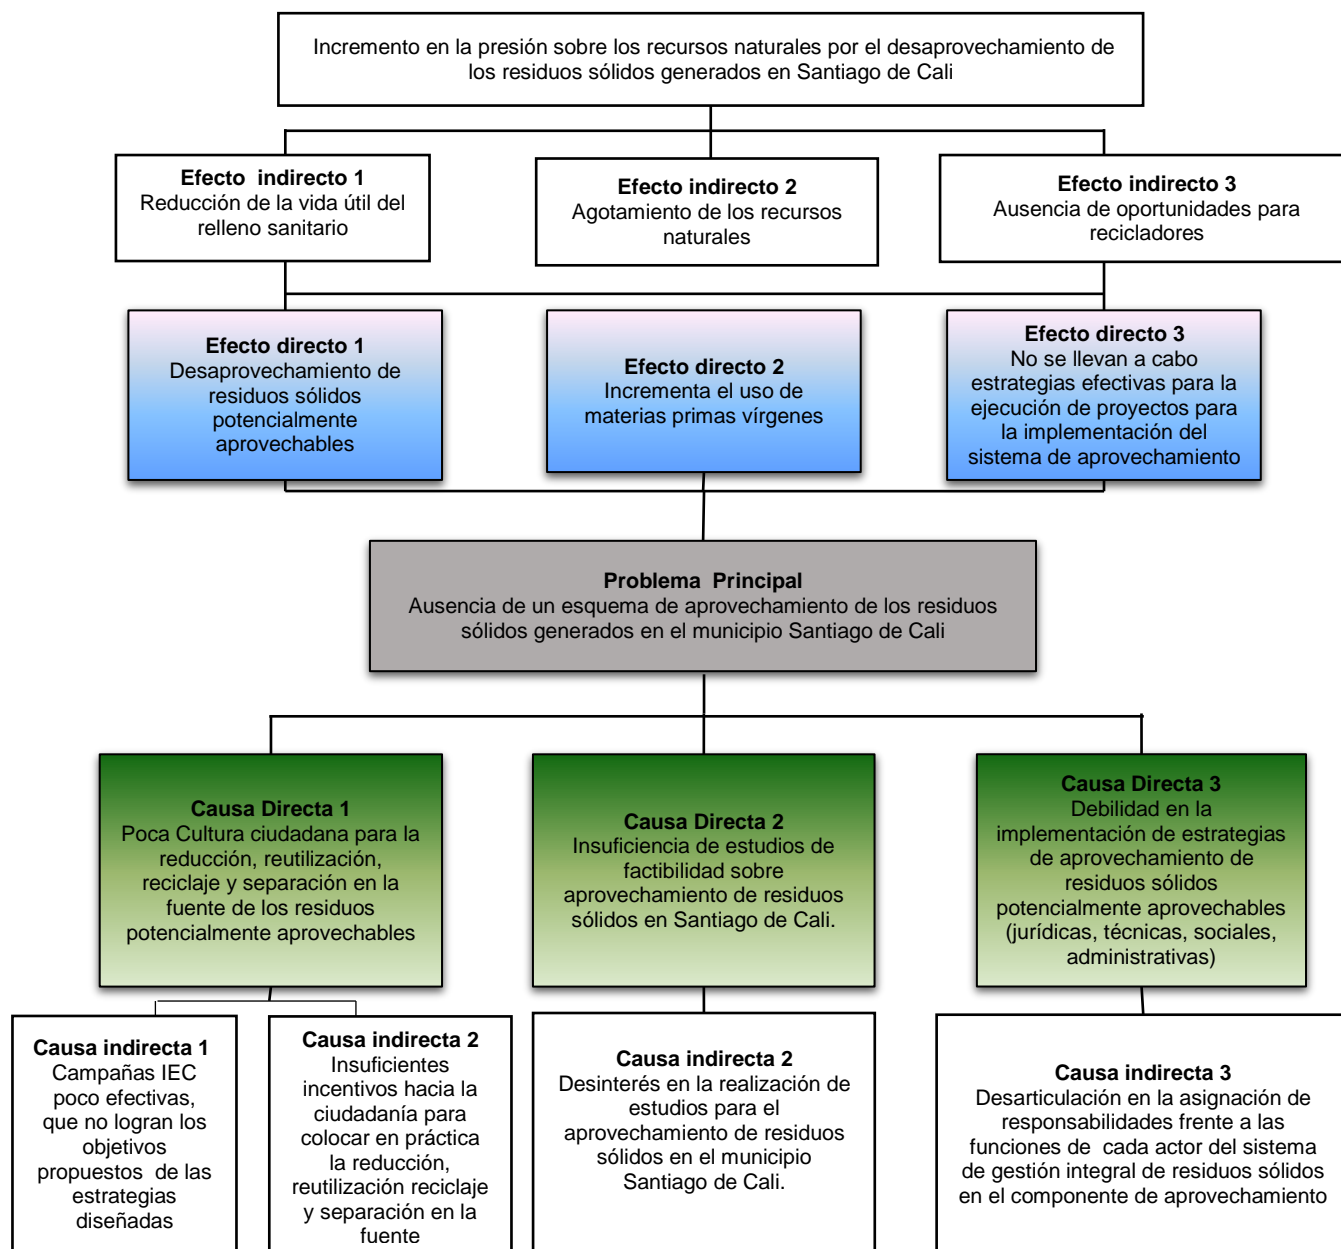 Incremento en la presión sobre los recursos naturales por el desaprovechamiento de
los residuos sólidos generados en Santiago de Cali
Efecto indirecto 1
Reducción de la vida útil del
relleno sanitario
Efecto indirecto 2
Agotamiento de los recursos
naturales
Efecto indirecto 3
Ausencia de oportunidades para
recicladores
Efecto directo 1
Desaprovechamiento de
residuos sólidos
potencialmente
aprovechables
Efecto directo 2
Incrementa el uso de
materias primas vírgenes
Efecto directo 3
No se llevan a cabo
estrategias efectivas para la
ejecución de proyectos para
la implementación del
sistema de aprovechamiento
Problema Principal
Ausencia de un esquema de aprovechamiento de los residuos
sólidos generados en el municipio Santiago de Cali
Causa Directa 1
Poca Cultura ciudadana para la
reducción, reutilización,
reciclaje y separación en la
fuente de los residuos
potencialmente aprovechables
Causa Directa 2
Insuficiencia de estudios de
factibilidad sobre
aprovechamiento de residuos
sólidos en Santiago de Cali.
Causa Directa 3
Debilidad en la
implementación de estrategias
de aprovechamiento de
residuos sólidos
potencialmente aprovechables
(jurídicas, técnicas, sociales,
administrativas)
Causa indirecta 1
Campañas IEC
poco efectivas,
que no logran los
objetivos
propuestos de las
estrategias
diseñadas
Causa indirecta 2
Insuficientes
incentivos hacia la
ciudadanía para
colocar en práctica
la reducción,
reutilización reciclaje
y separación en la
fuente
Causa indirecta 2
Desinterés en la realización de
estudios para el
aprovechamiento de residuos
sólidos en el municipio
Santiago de Cali.
Causa indirecta 3
Desarticulación en la asignación de
responsabilidades frente a las
funciones de cada actor del sistema
de gestión integral de residuos sólidos
en el componente de aprovechamiento